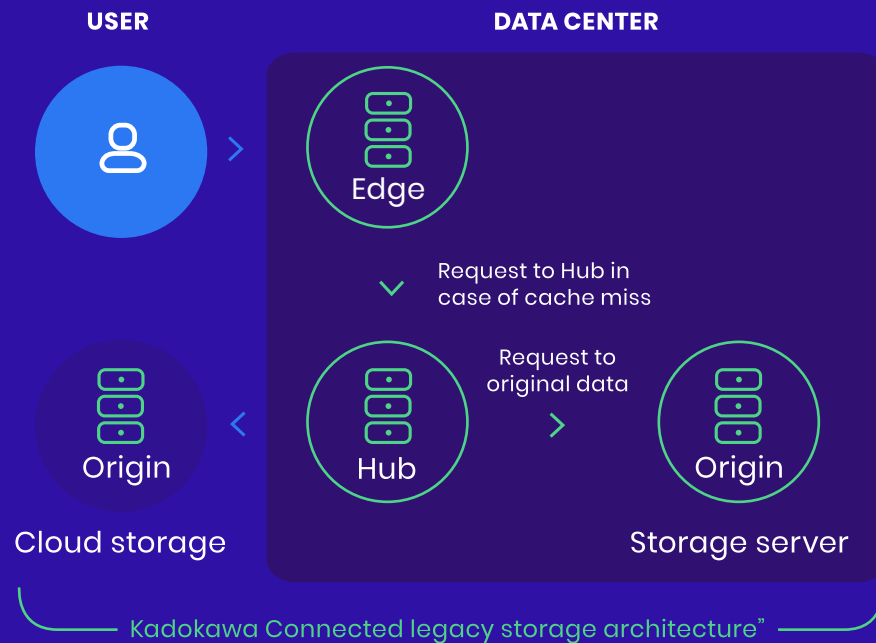 USER
DATA CENTER
Edge
Request to Hub in
case of cache miss
Request to
original data
Origin
Hub
Origin
Cloud storage
Storage server
Kadokawa Connected legacy storage architecture”